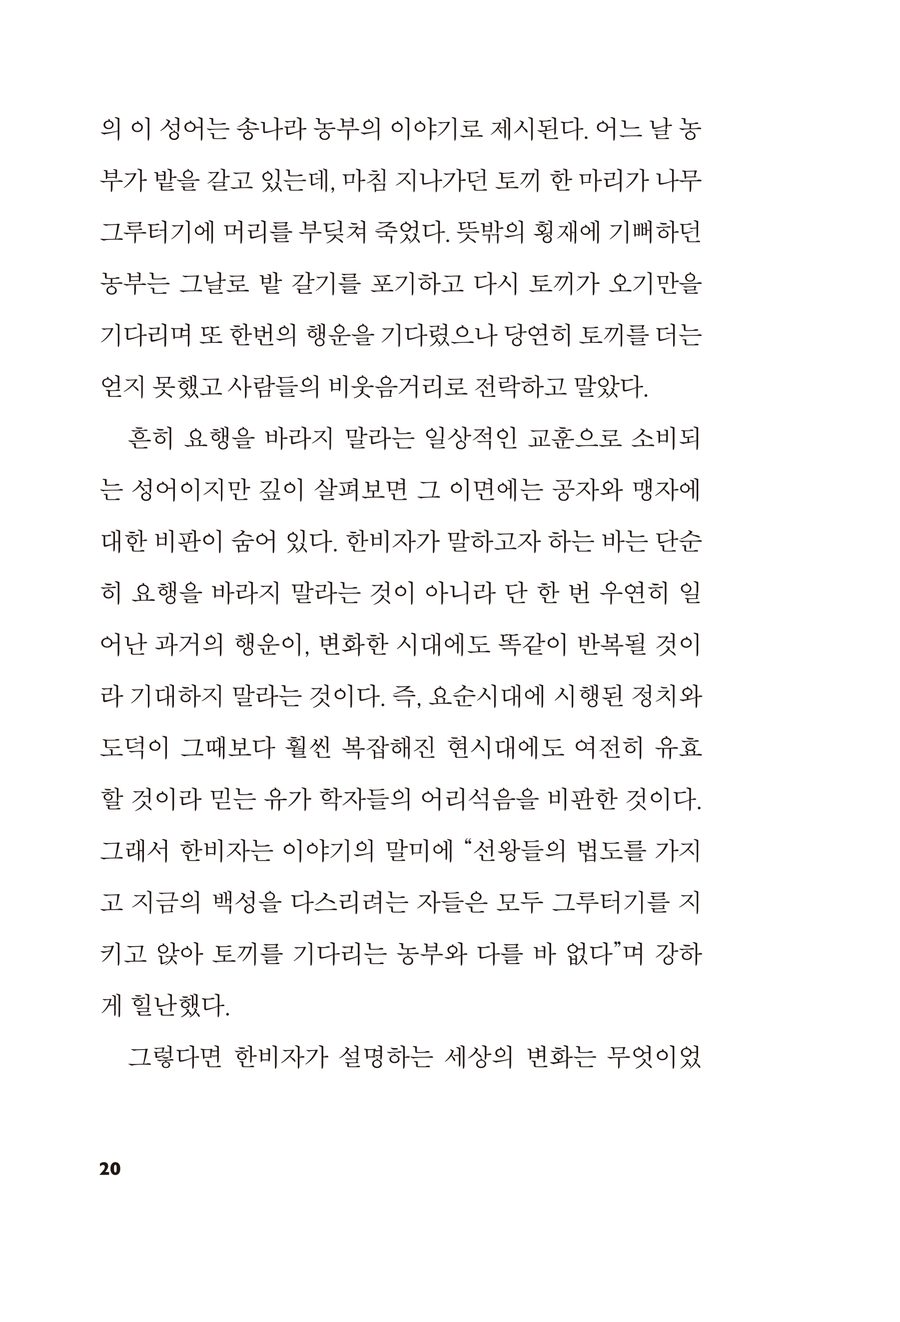 의 이 성어는 송나라 농부의 이야기로 제시된다. 어느 날 농
부가 밭을 갈고 있는데, 마침 지나가던 토끼 한 마리가 나무
그루터기에 머리를 부딪쳐 죽었다. 뜻밖의 횡재에 기뻐하던
농부는 그날로 밭 갈기를 포기하고 다시 토끼가 오기만을
기다리며 또 한번의 행운을 기다렸으나 당연히 토끼를 더는
얻지 못했고 사람들의 비웃음거리로 전락하고 말았다.
흔히 요행을 바라지 말라는 일상적인 교훈으로 소비되
는 성어이지만 깊이 살펴보면 그 이면에는 공자와 맹자에
대한 비판이 숨어 있다. 한비자가 말하고자 하는 바는 단순
히 요행을 바라지 말라는 것이 아니라 단 한 번 우연히 일
어난 과거의 행운이, 변화한 시대에도 똑같이 반복될 것이
라 기대하지 말라는 것이다. 즉, 요순시대에 시행된 정치와
도덕이 그때보다 훨씬 복잡해진 현시대에도 여전히 유효
할 것이라 믿는 유가 학자들의 어리석음을 비판한 것이다.
그래서 한비자는 이야기의 말미에 “선왕들의 법도를 가지
고 지금의 백성을 다스리려는 자들은 모두 그루터기를 지
키고 앉아 토끼를 기다리는 농부와 다를 바 없다”며 강하
게 힐난했다.
그렇다면 한비자가 설명하는 세상의 변화는 무엇이었
20